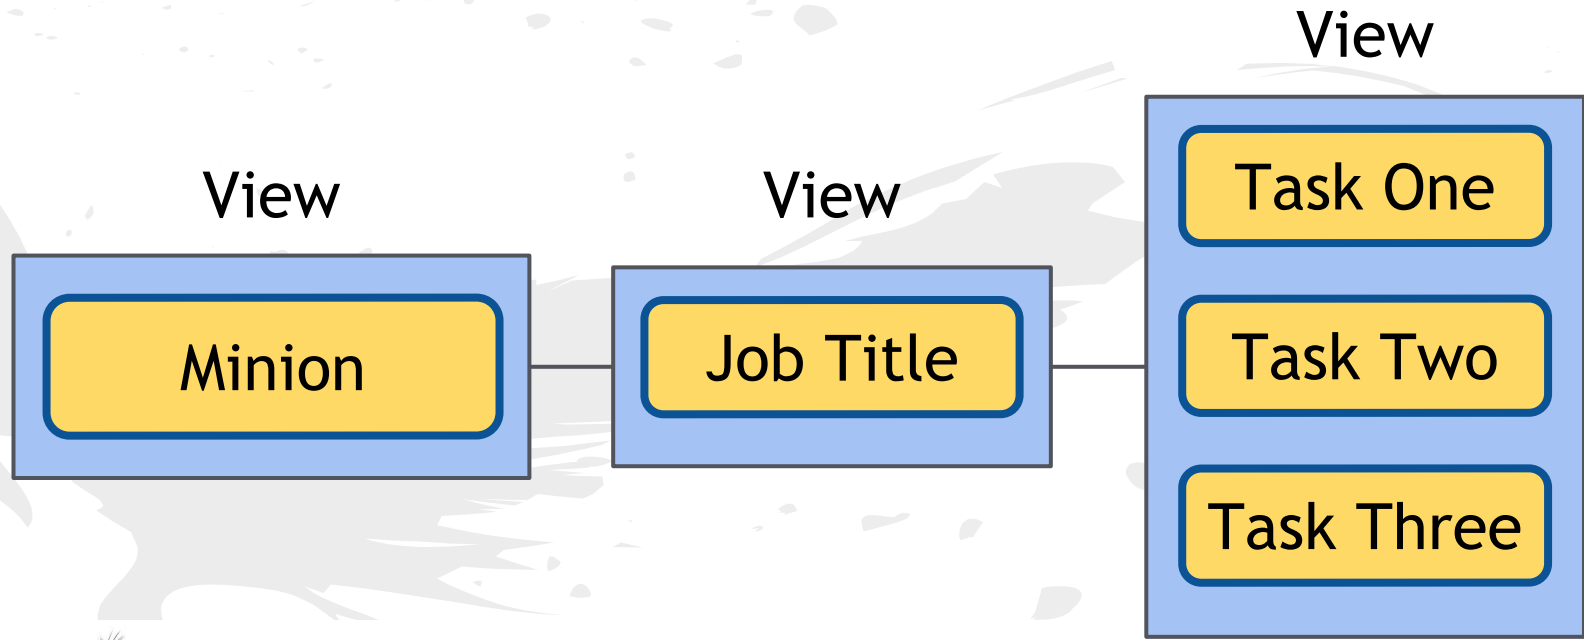 View
Minion
View
Job Title
View
Task One
Task Two
Task Three